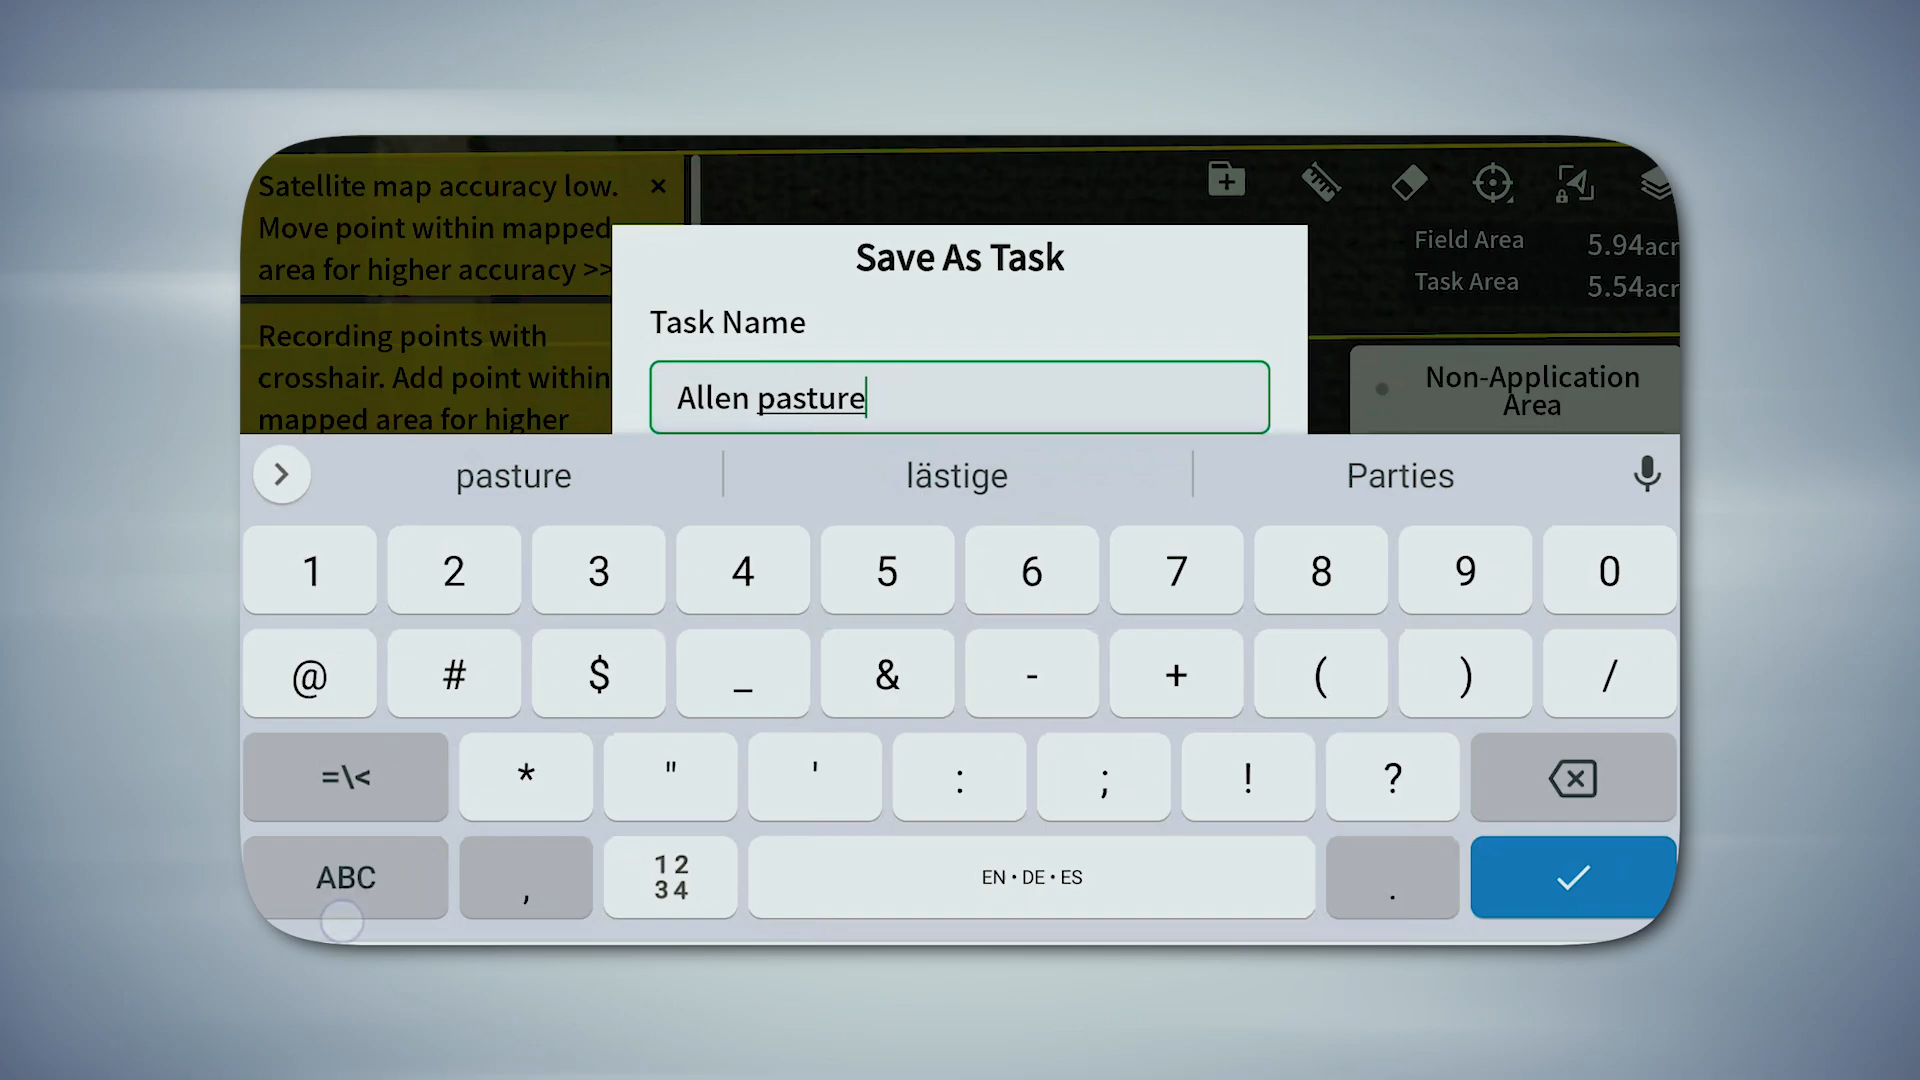 Satellite map accuracy low.
Move point within mapped
area for higher accuracy >>
Recording points with
crosshair. Add point within
mapped area for higher
Field Area 5.94acr
Task Area 5.54acr
Non-Application
Area
Save As Task
Task Name
Allen pasture
pasture lästige Parties
1 2 3 4 5 6 7 8 9 0
@ # $ _ & - + ( ) /
=\< * " ' : ; ! ?
ABC , 12 34 EN • DE • ES .